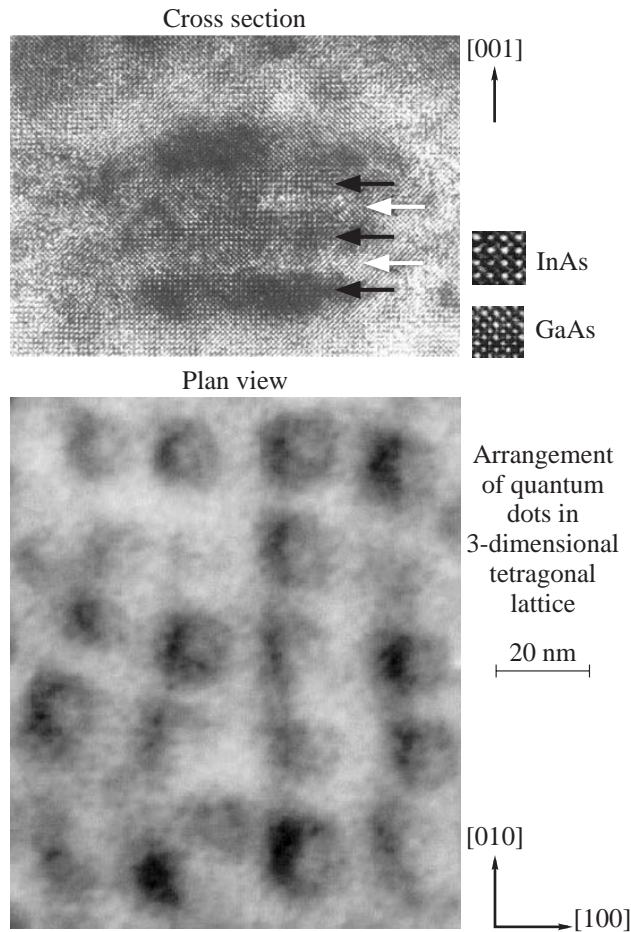 Cross section
[001]
InAs
GaAs
Plan view
Arrangement
of quantum
dots in
3-dimensional
tetragonal
lattice
20 nm
[010]
[100]